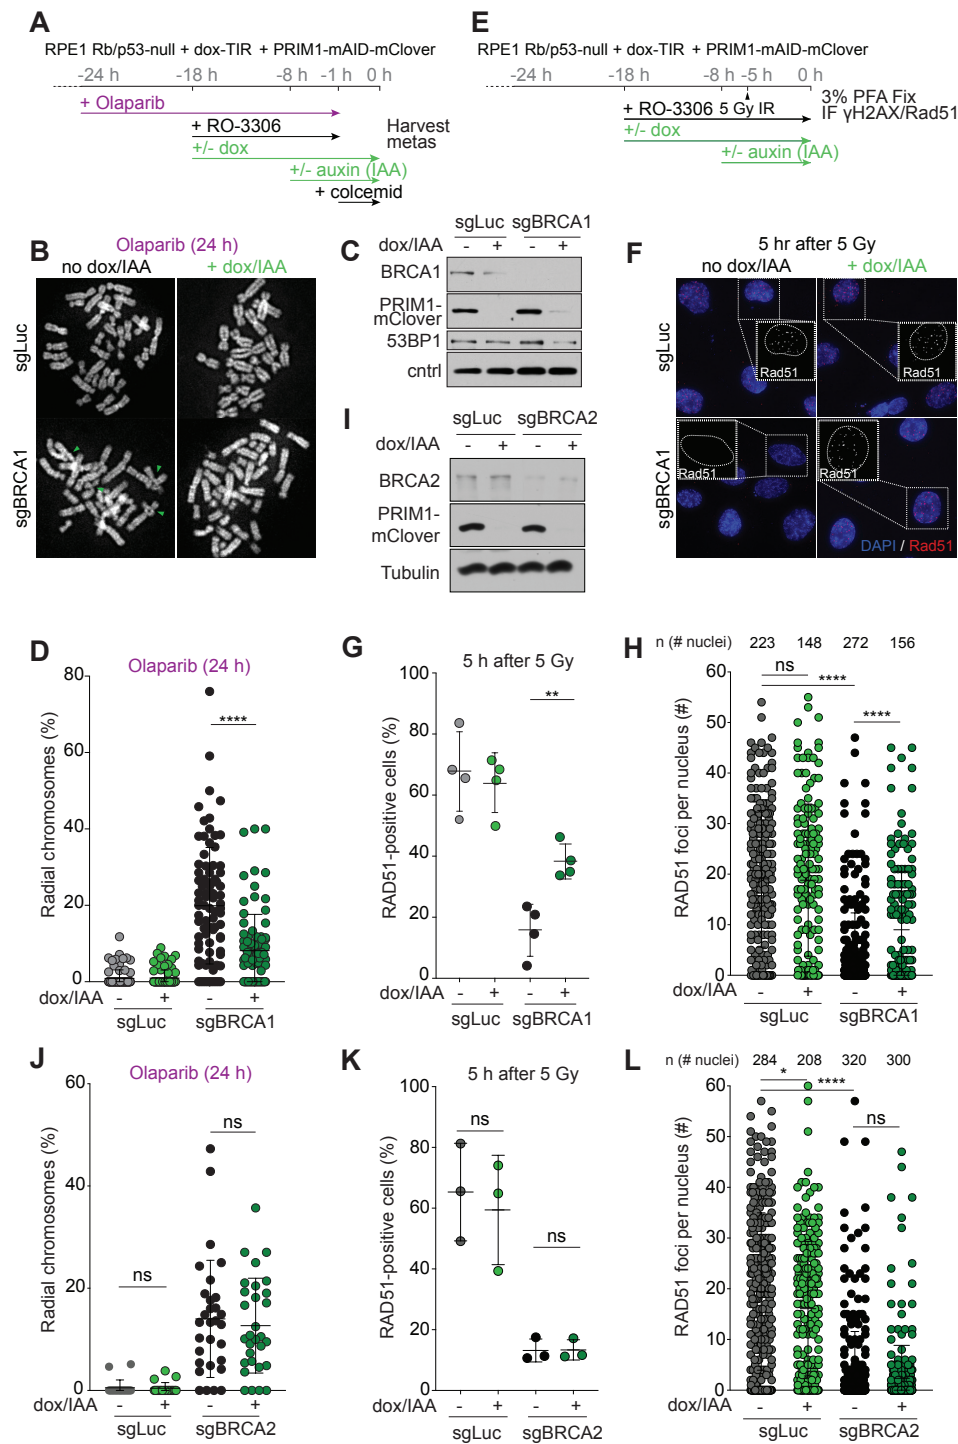 A
RPE1 Rb/p53-null + dox-TIR + PRIM1-mAID-mClover
-24 h -18 h -8 h -1 h 0 h
+ Olaparib
+ RO-3306
+/- dox
+/- auxin (IAA)
+ colcemid
Harvest
metas
E
RPE1 Rb/p53-null + dox-TIR + PRIM1-mAID-mClover
-24 h -18 h -8 h -5 h 0 h
+ RO-3306 5 Gy IR
+/- dox
+/- auxin (IAA)
3% PFA Fix
IF γH2AX/Rad51
B
Olaparib (24 h)
no dox/IAA + dox/IAA
sgLuc
sgBRCA1
C
sgLuc sgBRCA1
dox/IAA - + - +
BRCA1
PRIM1-
mClover
53BP1
cntrl
I
sgLuc sgBRCA2
dox/IAA - + - +
BRCA2
PRIM1-
mClover
Tubulin
F
5 hr after 5 Gy
no dox/IAA + dox/IAA
sgLuc
Rad51
Rad51
sgBRCA1
Rad51
Rad51
DAPI / Rad51
D
Olaparib (24 h)
Radial chromosomes (%)
80
60
40
20
0
****
dox/IAA - + - +
sgLuc sgBRCA1
G
5 h after 5 Gy
RAD51-positive cells (%)
100
80
60
40
20
0
**
dox/IAA - + - +
sgLuc sgBRCA1
H
n (# nuclei) 223 148 272 156
RAD51 foci per nucleus (#)
60
50
40
30
20
10
0
ns
****
****
dox/IAA - + - +
sgLuc sgBRCA1
J
Olaparib (24 h)
Radial chromosomes (%)
60
40
20
0
ns
ns
dox/IAA - + - +
sgLuc sgBRCA2
K
5 h after 5 Gy
RAD51-positive cells (%)
100
80
60
40
20
0
ns
ns
dox/IAA - + - +
sgLuc sgBRCA2
L
n (# nuclei) 284 208 320 300
RAD51 foci per nucleus (#)
60
50
40
30
20
10
0
*
****
ns
dox/IAA - + - +
sgLuc sgBRCA2